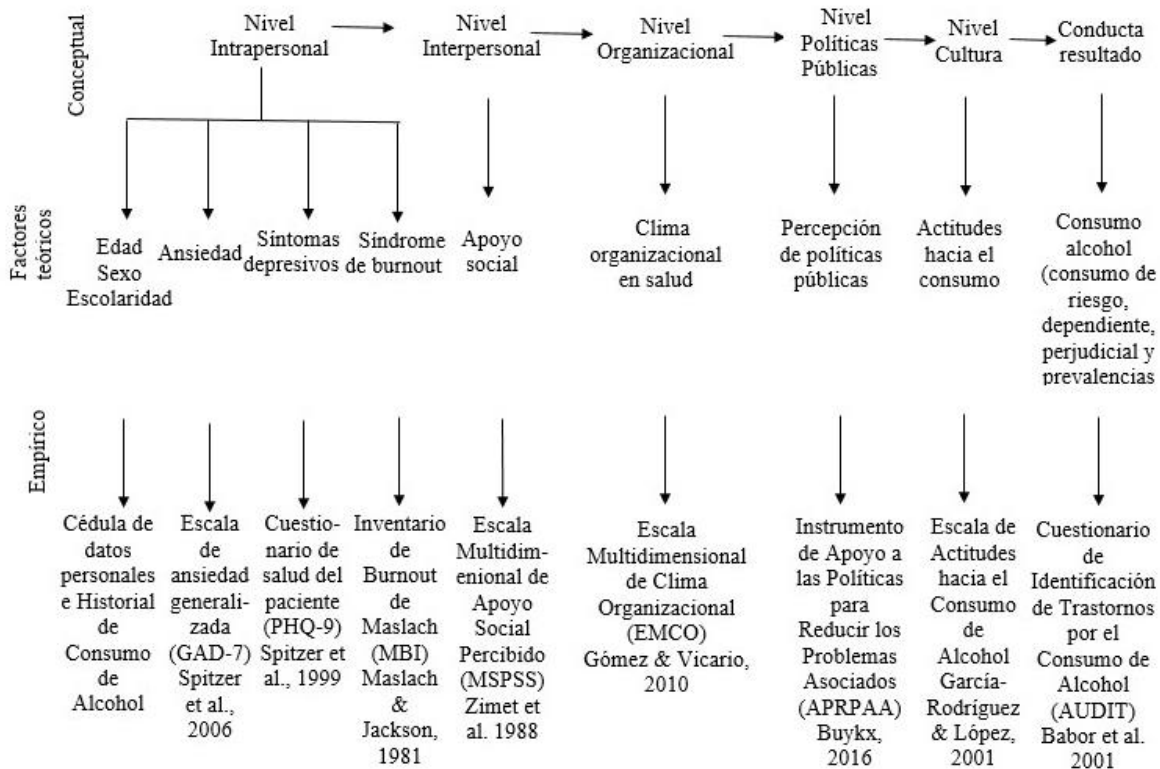 Conceptual
Nivel
Intrapersonal
Nivel
Interpersonal
Nivel
Organizacional
Nivel
Políticas
Públicas
Nivel
Cultura
Conducta
resultado
Factores
teóricos
Edad
Sexo
Escolaridad
Ansiedad
Síntomas
depresivos
Síndrome
de burnout
Apoyo
social
Clima
organizacional
en salud
Percepción
de políticas
públicas
Actitudes
hacia el
consumo
Consumo
alcohol
(consumo de
riesgo,
dependiente,
perjudicial y
prevalencias
Empírico
Cédula de
datos
personales
e Historial
de
Consumo
de
Alcohol
Escala
de
ansiedad
generali-
zada
(GAD-7)
Spitzer
et al.,
2006
Cuestio-
nario de
salud del
paciente
(PHQ-9)
Spitzer et
al., 1999
Inventario
de
Burnout
de
Maslach
(MBI)
Maslach
&
Jackson,
1981
Escala
Multidim-
enional de
Apoyo
Social
Percibido
(MSPSS)
Zimet et
al. 1988
Escala
Multidimensional
de Clima
Organizacional
(EMCO)
Gómez & Vicario,
2010
Instrumento
de Apoyo a
las Políticas
para
Reducir los
Problemas
Asociados
(APRPAA)
Buykx,
2016
Escala de
Actitudes
hacia el
Consumo
de
Alcohol
García-
Rodríguez
& López,
2001
Cuestionario
de
Identificación
de Trastornos
por el
Consumo de
Alcohol
(AUDIT)
Babor et al.
2001